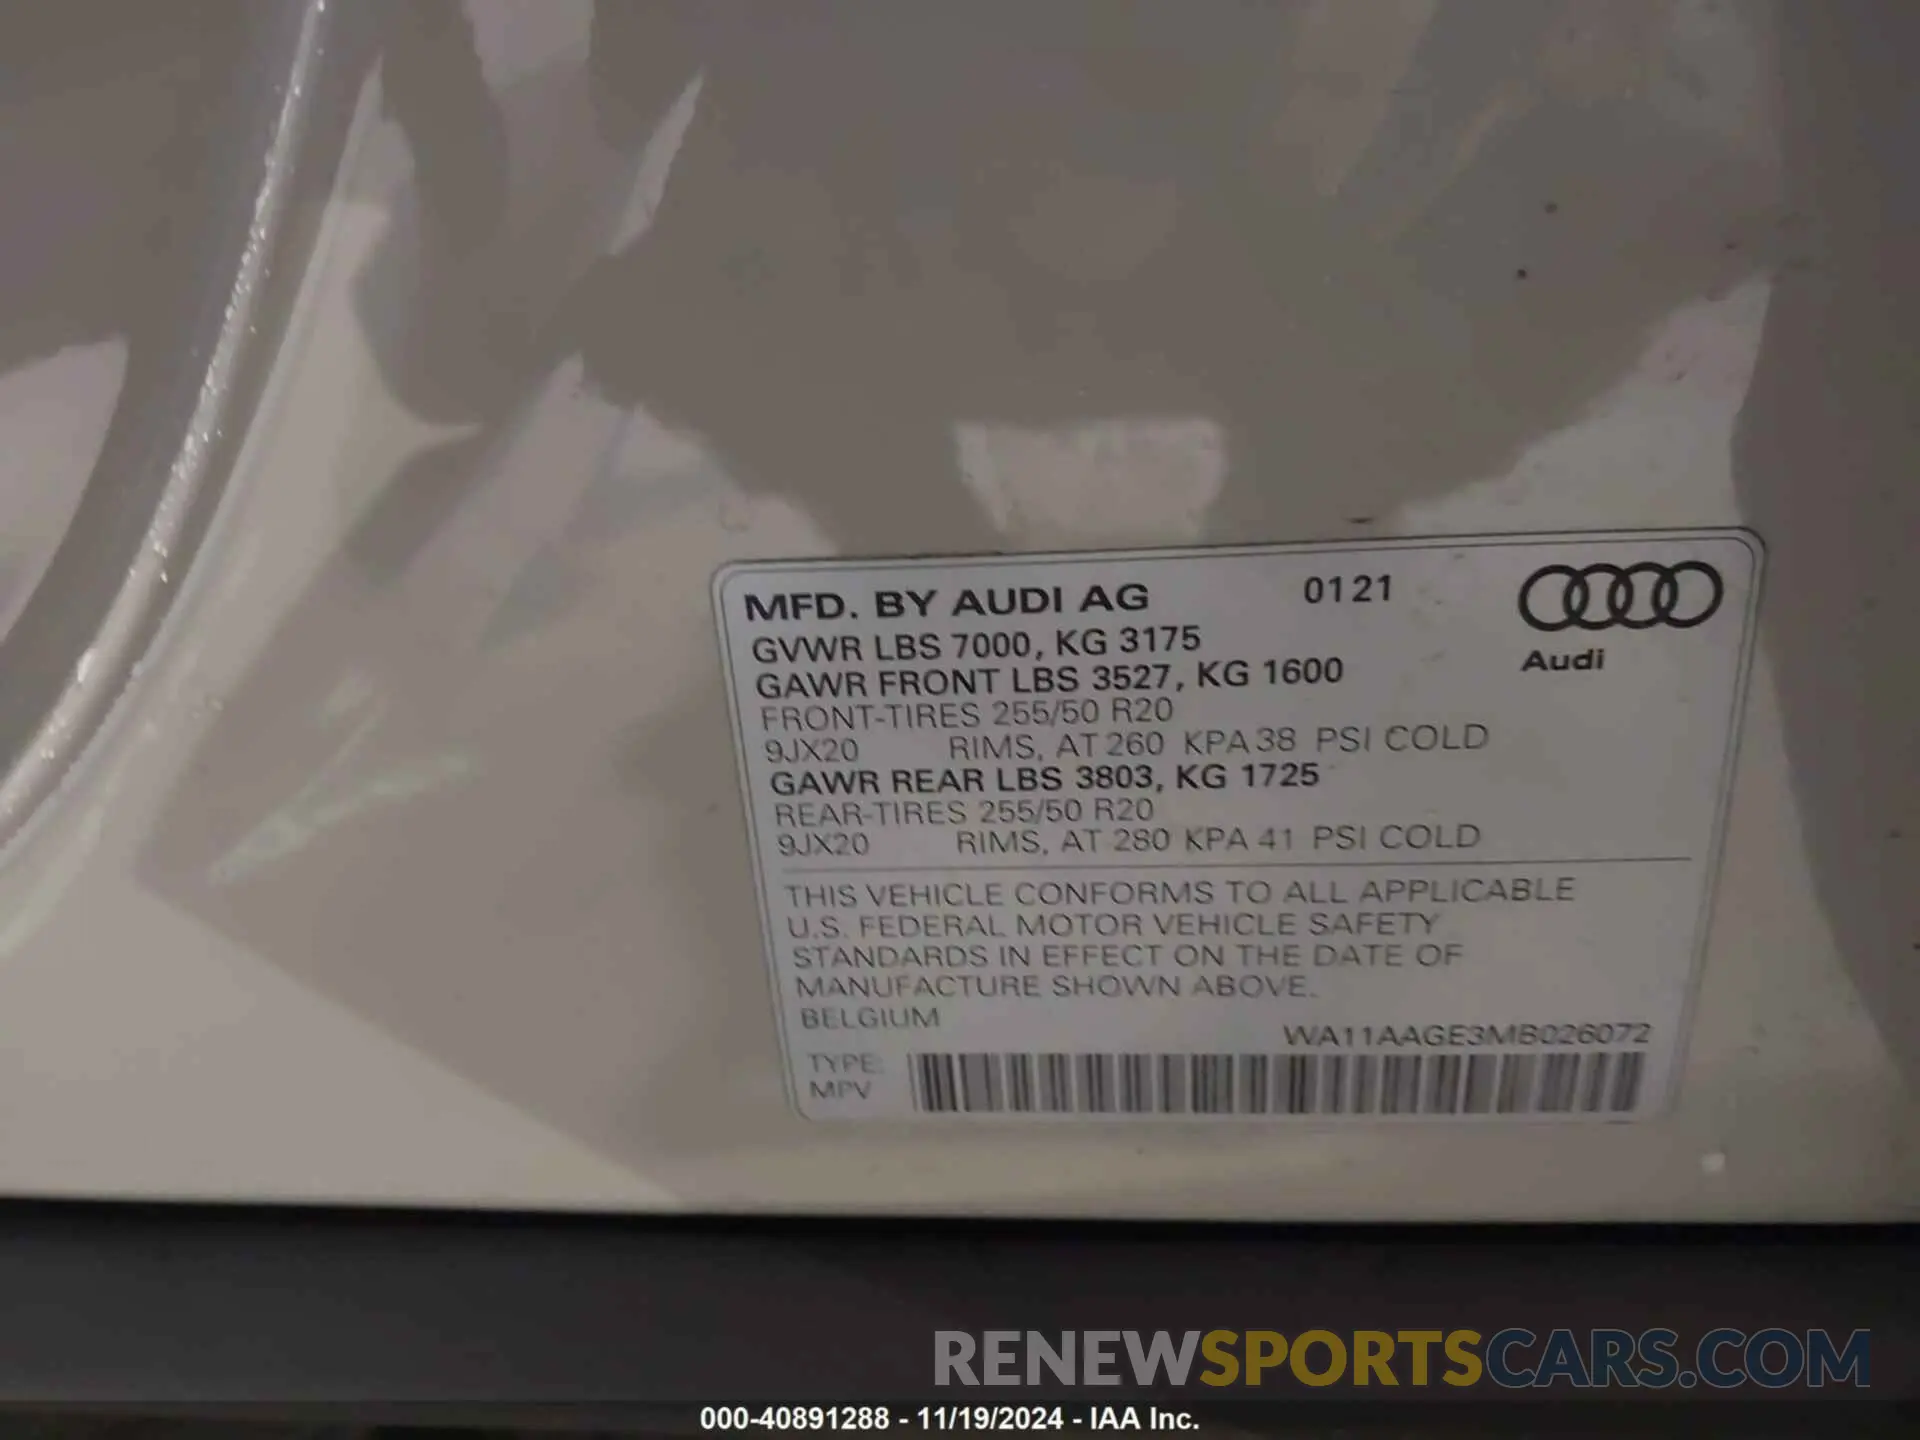 MFD. BY AUDI AG 0121
GVWR LBS 7000, KG 3175
GAWR FRONT LBS 3527, KG 1600
Audi
FRONT-TIRES 255/50 R20
9JX20 RIMS, AT 260 KPA 38 PSI COLD
GAWR REAR LBS 3803, KG 1725
REAR-TIRES 255/50 R20
9JX20 RIMS, AT 280 KPA 41 PSI COLD
THIS VEHICLE CONFORMS TO ALL APPLICABLE
U.S. FEDERAL MOTOR VEHICLE SAFETY
STANDARDS IN EFFECT ON THE DATE OF
MANUFACTURE SHOWN ABOVE.
BELGIUM
WA11AAGE3MB026072
TYPE:
MPV
RENEWSPORTSCARS.COM
000-40891288 - 11/19/2024 - IAA Inc.